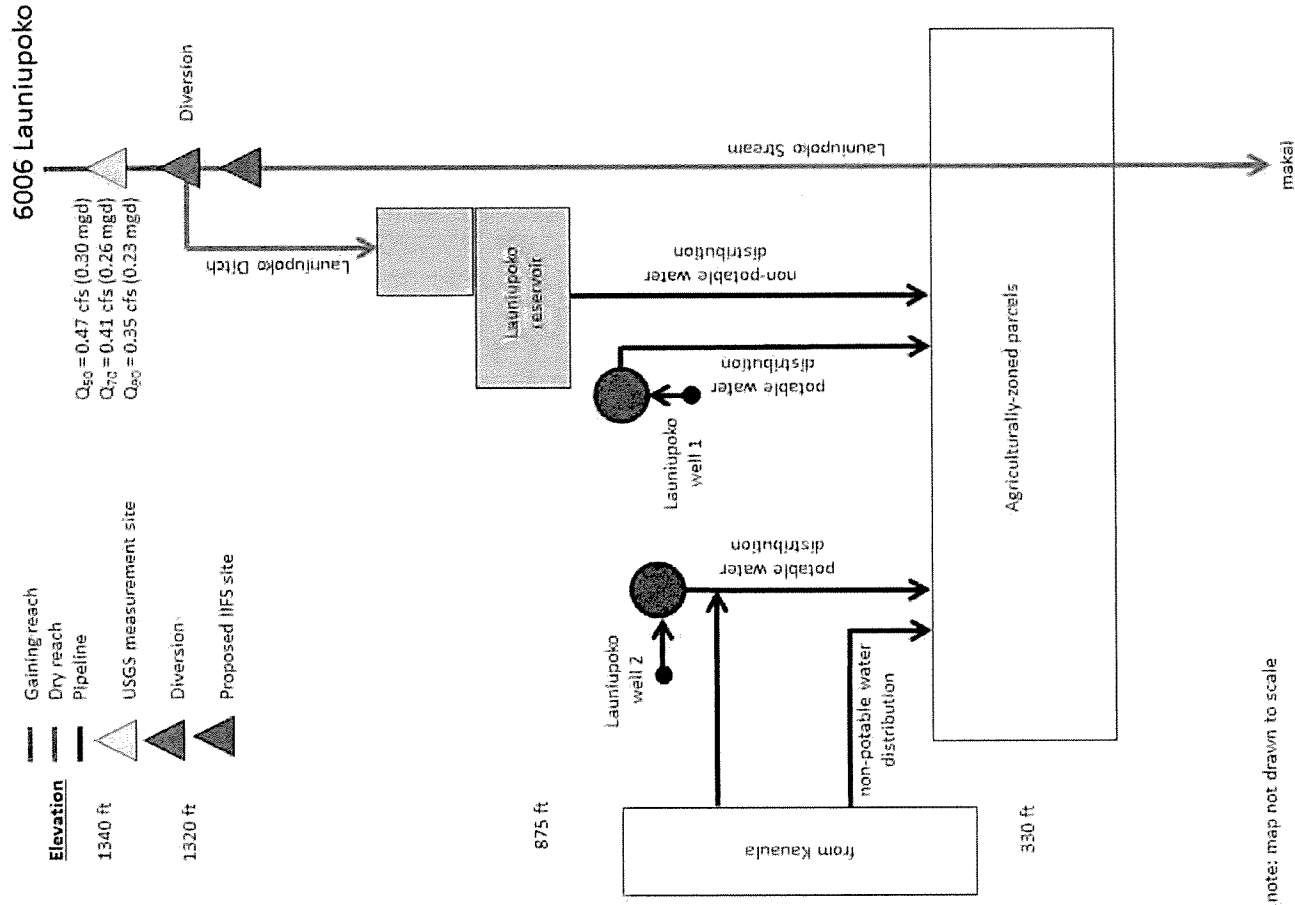 6006 Launiupoko
Gaining reach
Dry reach
Pipeline
USGS measurement site
Diversion
Proposed IIFS site
Elevation
1340 ft
1320 ft
875 ft
330 ft
Q₅₀ = 0.47 cfs (0.30 mgd)
Q₇₀ = 0.41 cfs (0.26 mgd)
Q₉₀ = 0.35 cfs (0.23 mgd)
Diversion
Launiupoko Ditch
Launiupoko
reservoir
Launiupoko Stream
non-potable water
distribution
potable water
distribution
Launiupoko
well 1
Launiupoko
well 2
potable water
distribution
from Kauaula
non-potable water
distribution
Agriculturally-zoned parcels
makai
note: map not drawn to scale